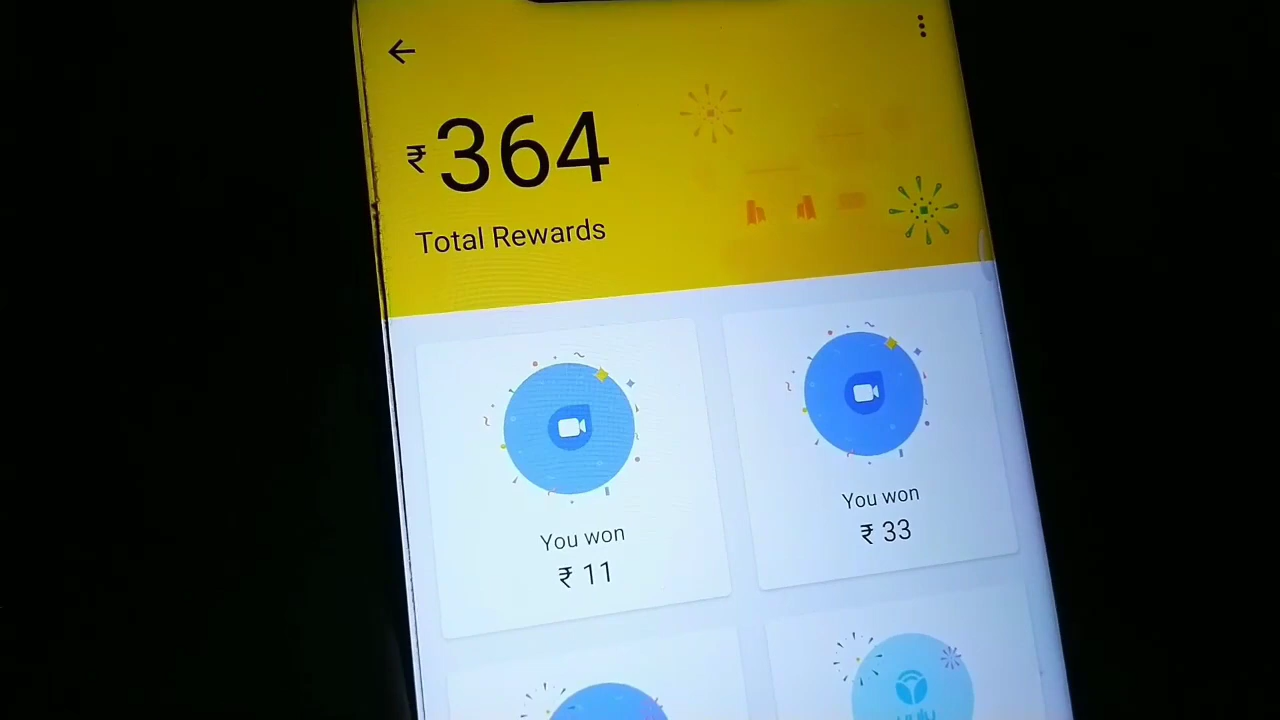 ₹364
Total Rewards
You won
₹ 11
You won
₹ 33